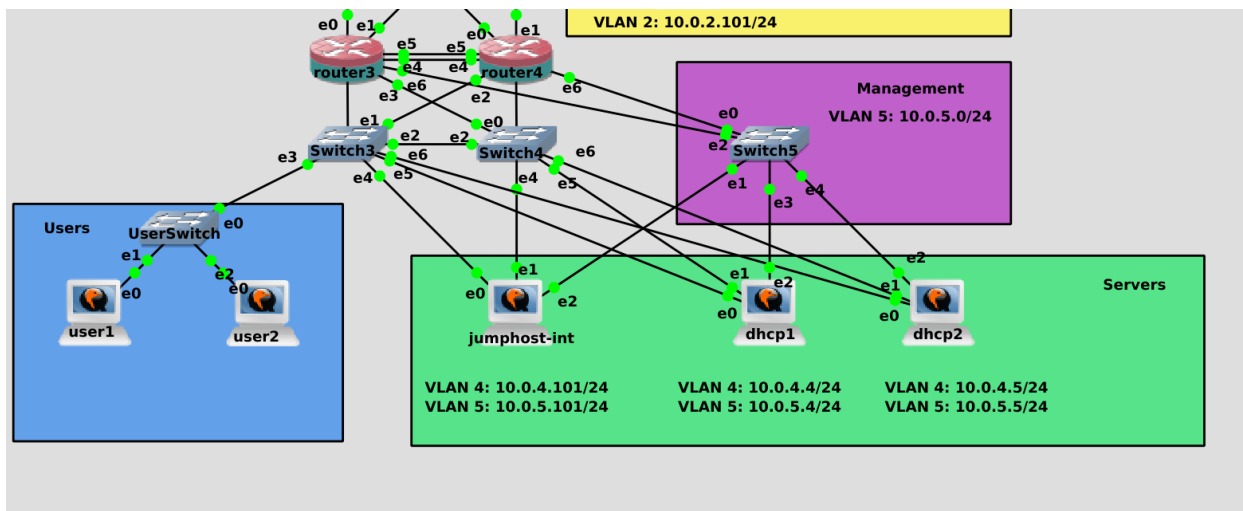 VLAN 2: 10.0.2.101/24
e0
e1
e0
e1
e5
e5
e4
e4
router3
router4
e6
e3
e2
e6
Management
VLAN 5: 10.0.5.0/24
e1
e0
e0
e2
e2
e2
Switch3
Switch4
Switch5
e3
e6
e6
e4
e5
e4
e5
e1
e4
e3
Users
UserSwitch
e0
e1
e2
e0
e0
user1
user2
Servers
e0
e1
e2
e1
e2
e0
e2
e1
e0
jumphost-int
dhcp1
dhcp2
VLAN 4: 10.0.4.101/24
VLAN 5: 10.0.5.101/24
VLAN 4: 10.0.4.4/24
VLAN 5: 10.0.5.4/24
VLAN 4: 10.0.4.5/24
VLAN 5: 10.0.5.5/24